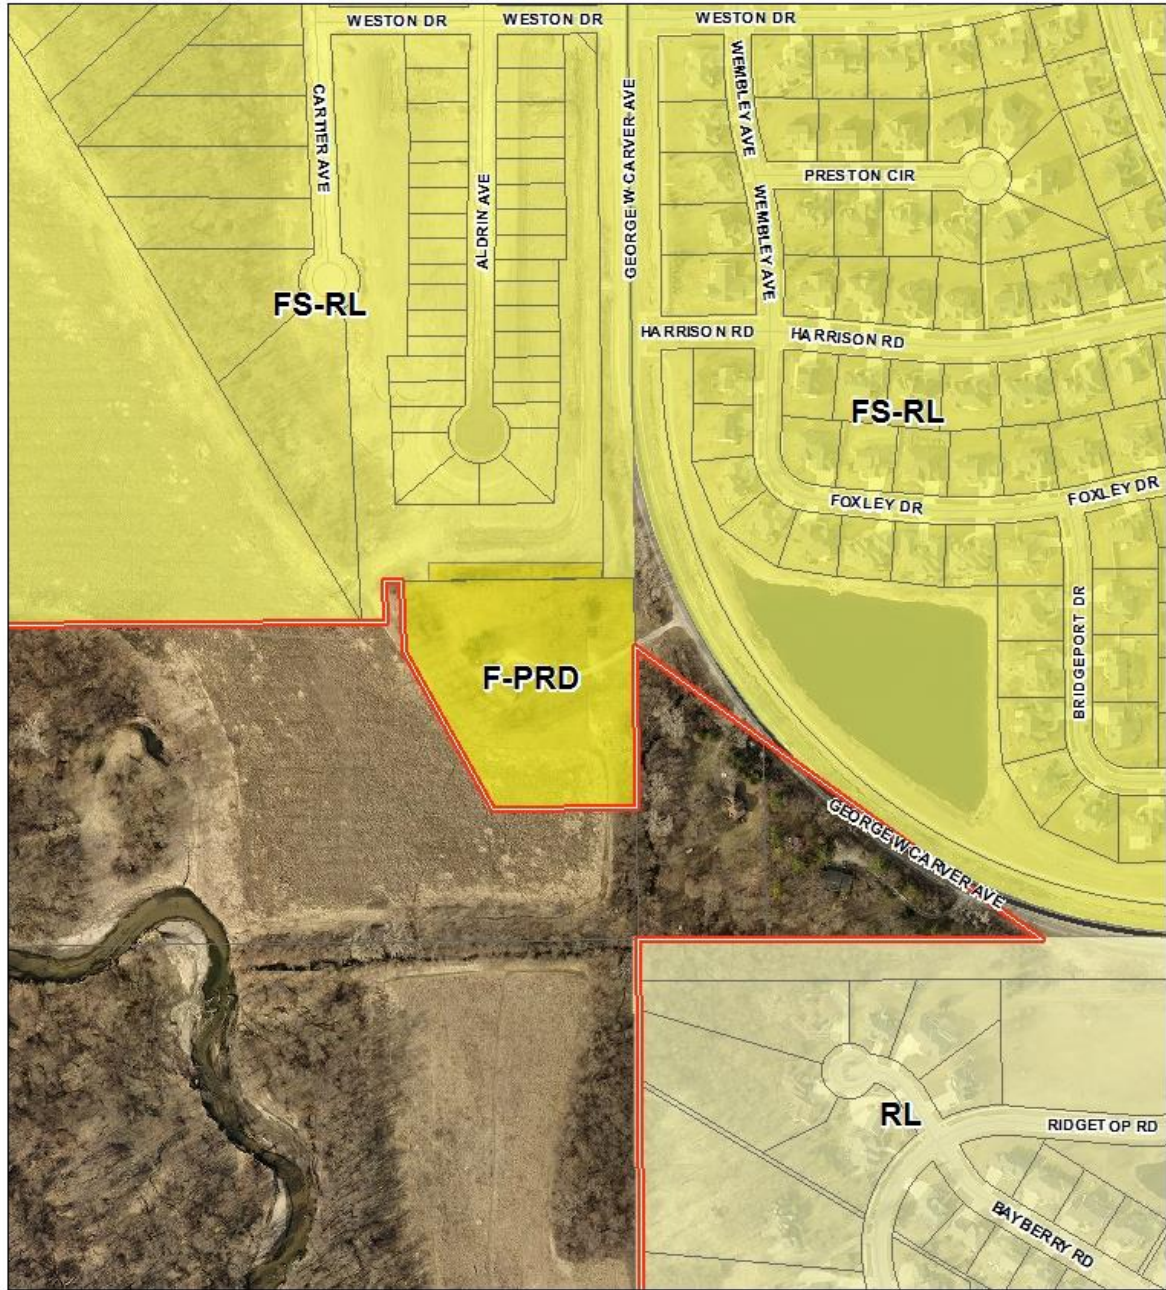 WESTON DR
WESTON DR
WESTON DR
CARTIER AVE
ALDRIN AVE
GEORGE W CARVER AVE
WEMBLEY AVE
PRESTON CIR
WEMBLEY AVE
FS-RL
HARRISON RD
HARRISON RD
FS-RL
FOXLEY DR
FOXLEY DR
BRIDGEPORT DR
F-PRD
GEORGE W CARVER AVE
RL
RIDGETOP RD
BAYBERRY RD